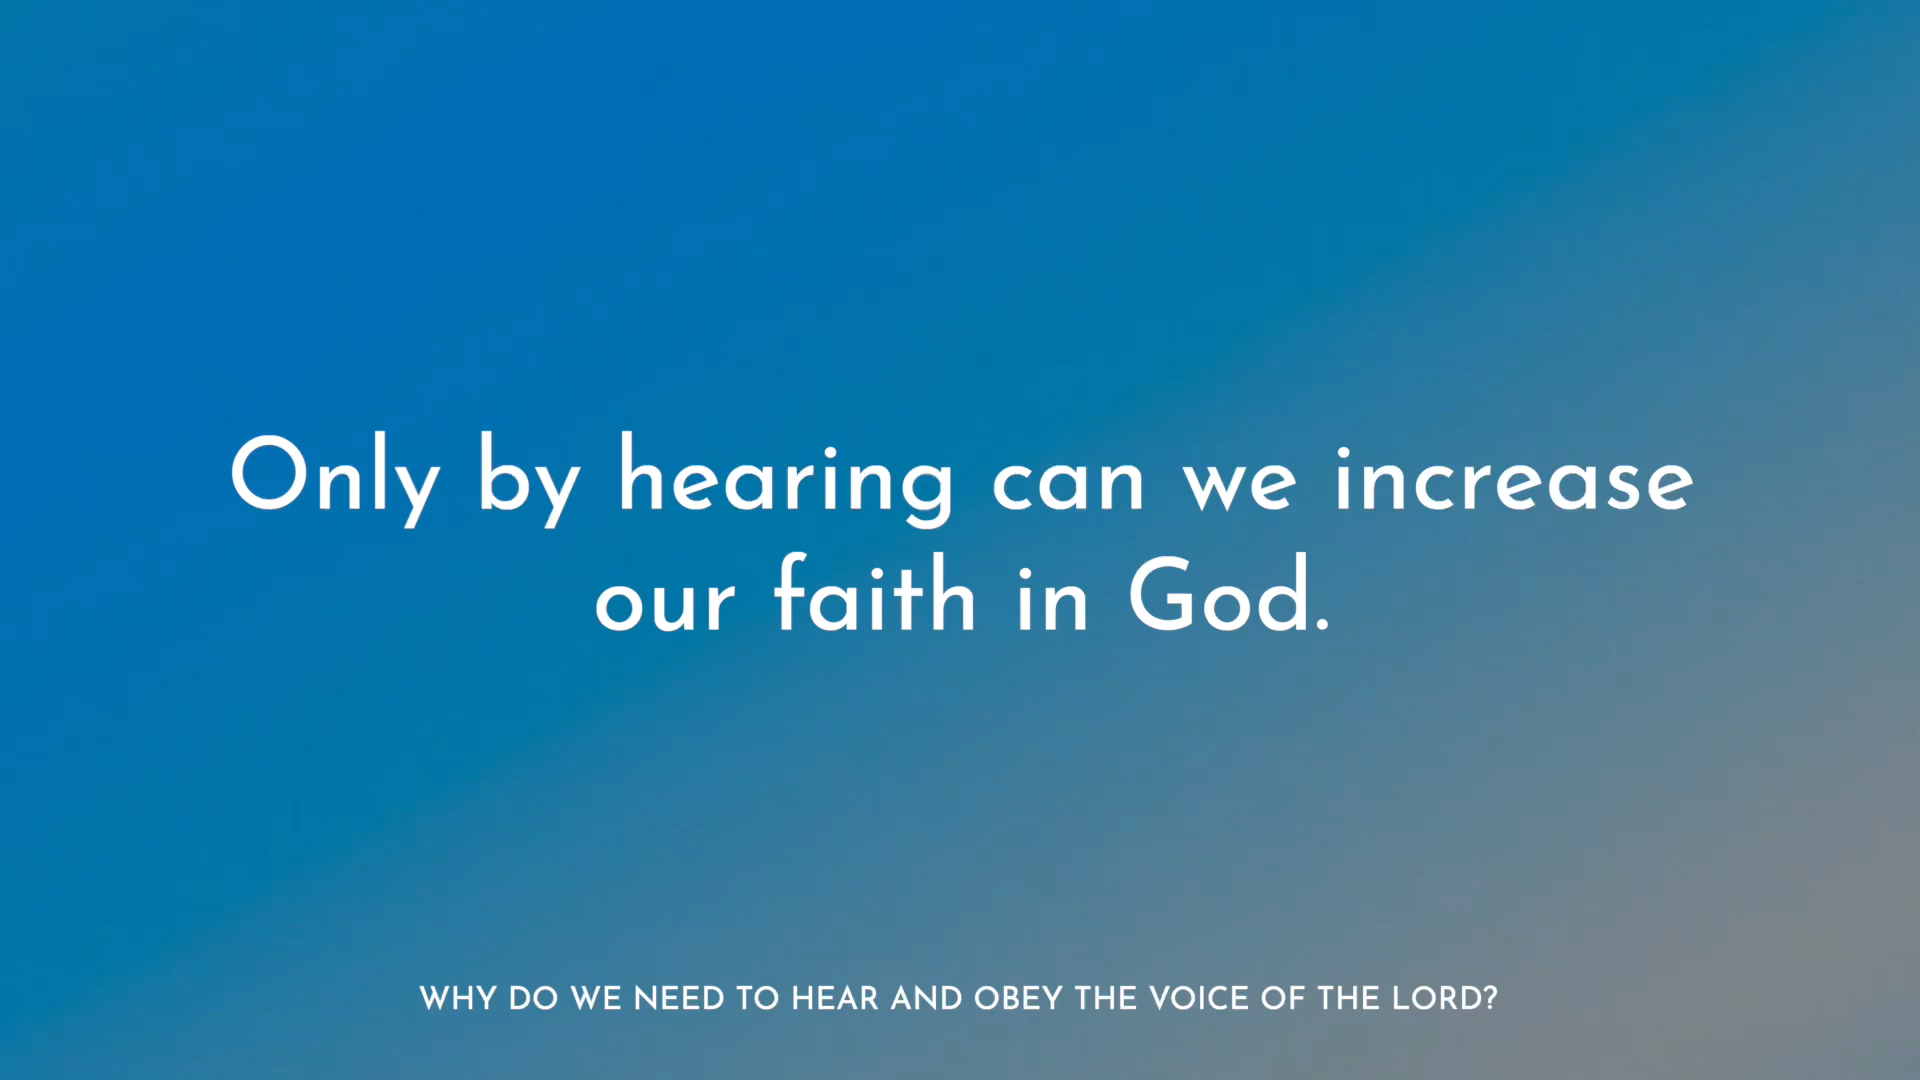 Only by hearing can we increase
our faith in God.
WHY DO WE NEED TO HEAR AND OBEY THE VOICE OF THE LORD?